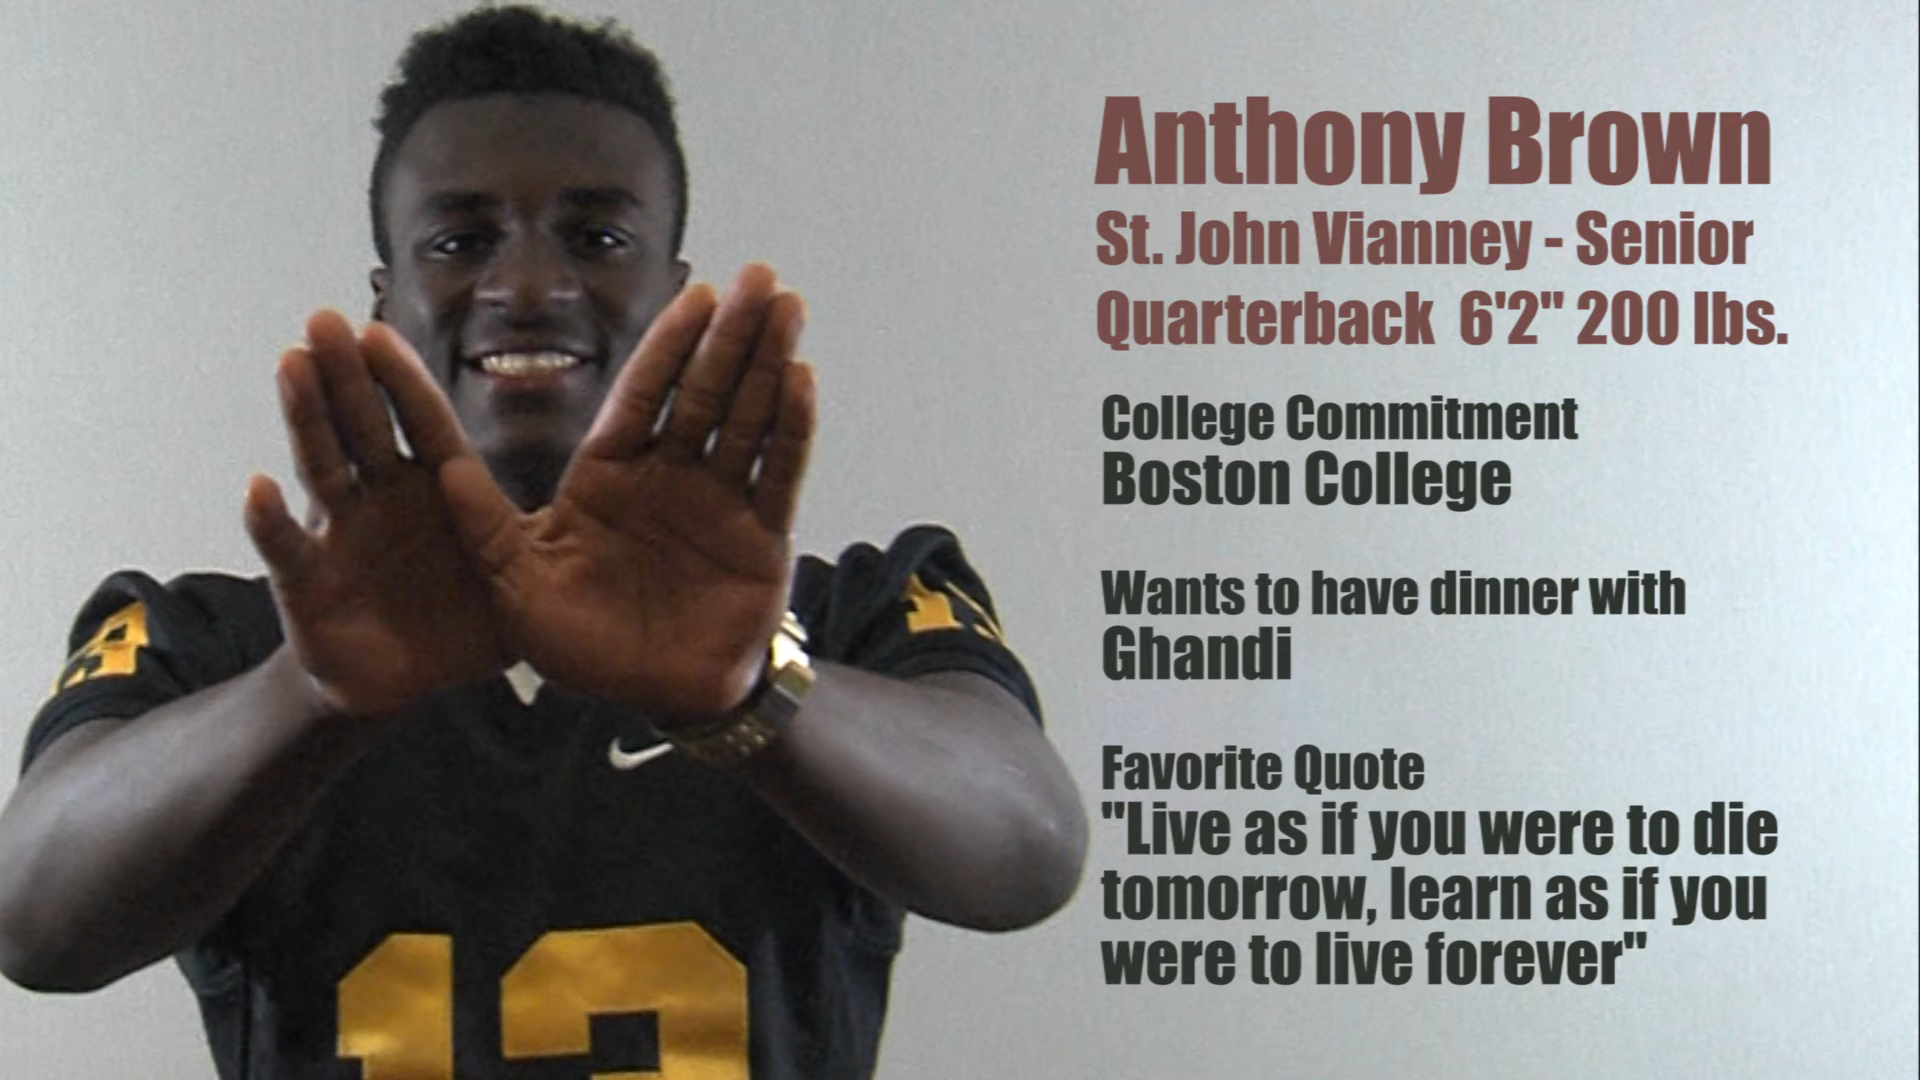 Anthony Brown
St. John Vianney - Senior
Quarterback 6'2" 200 lbs.
College Commitment
Boston College
Wants to have dinner with
Ghandi
Favorite Quote
"Live as if you were to die
tomorrow, learn as if you
were to live forever"